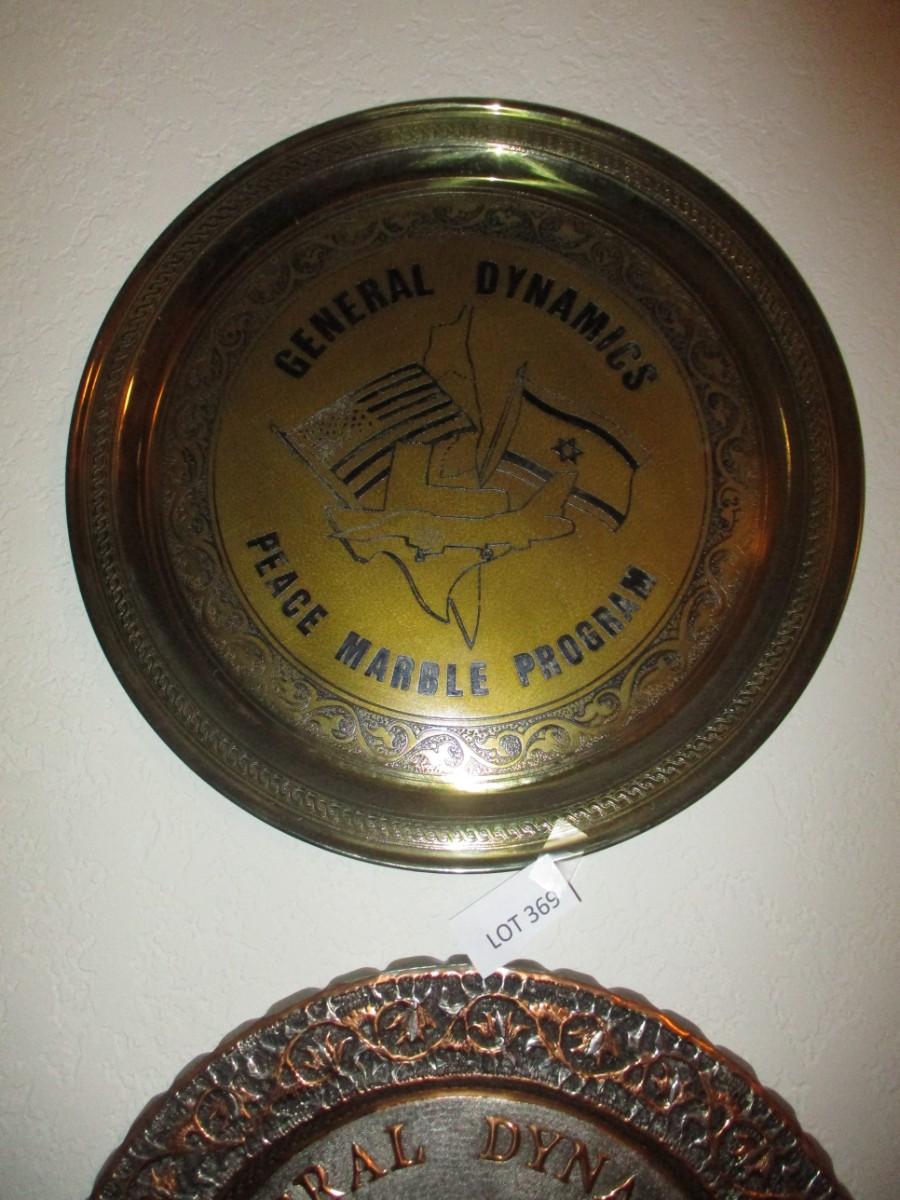 GENERAL DYNAMICS
PEACE MARBLE PROGRAM
LOT 369
RAL DYNA